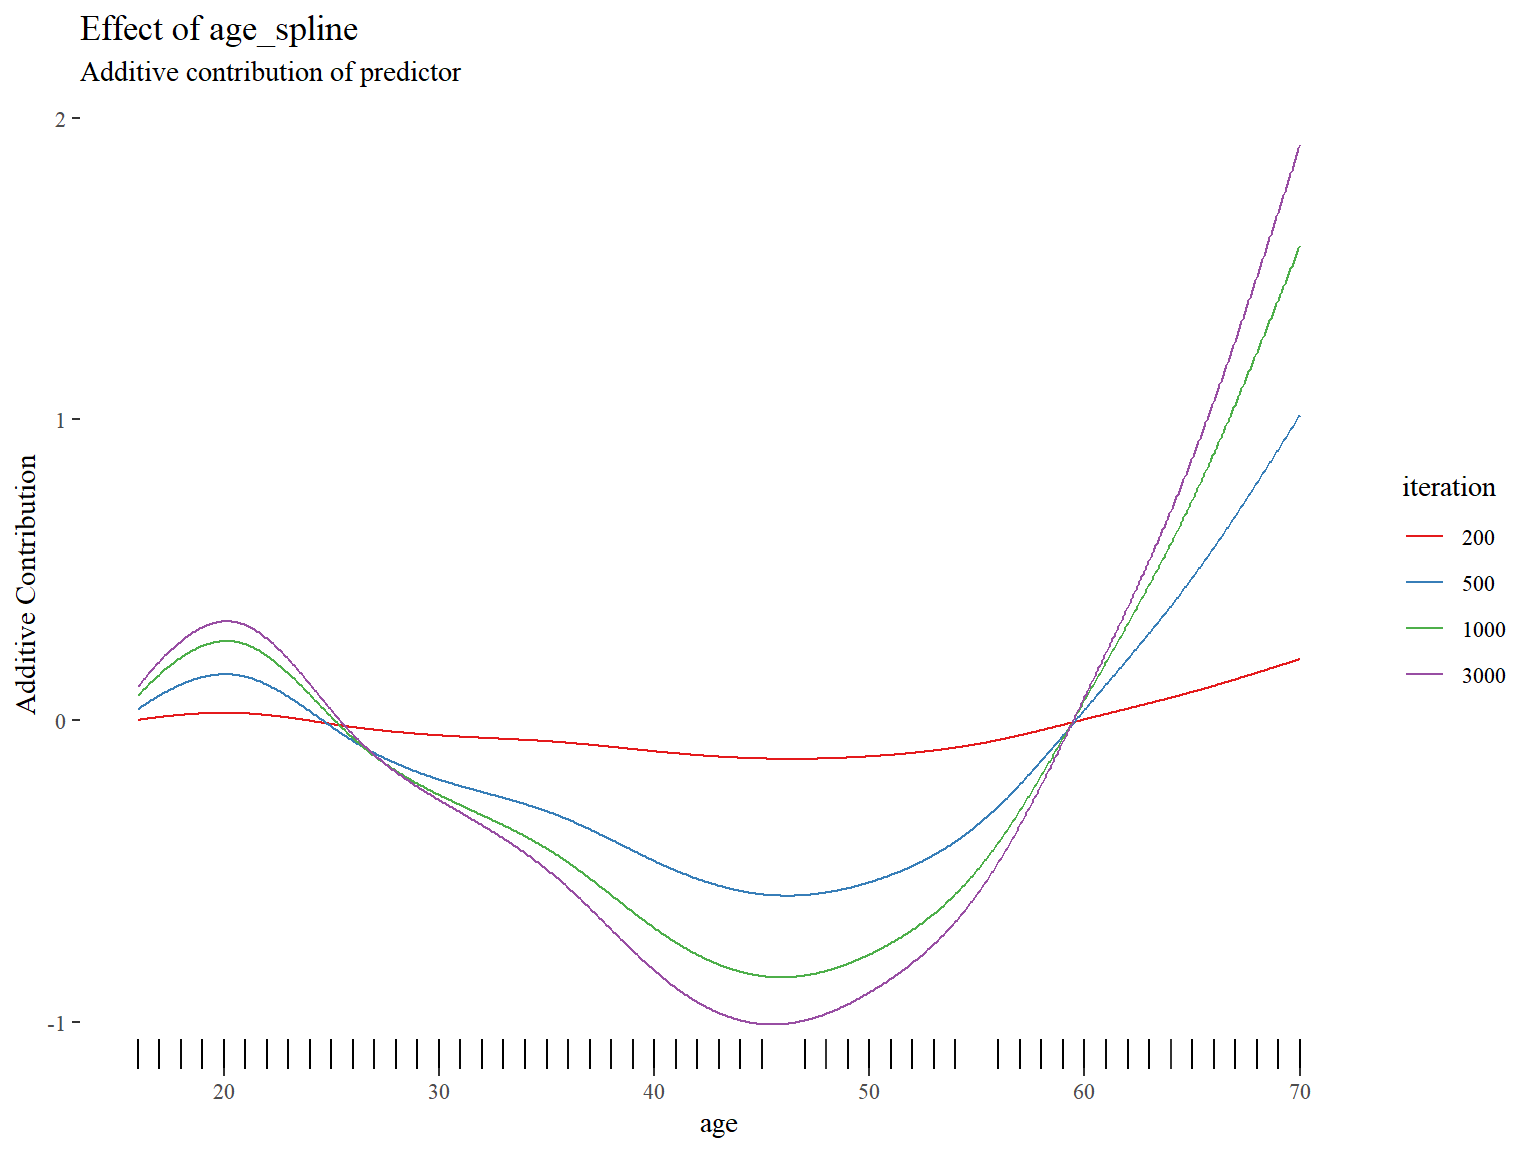 Effect of age_spline
Additive contribution of predictor
2
1
0
-1
Additive Contribution
20 30 40 50 60 70
age
iteration
200
500
1000
3000